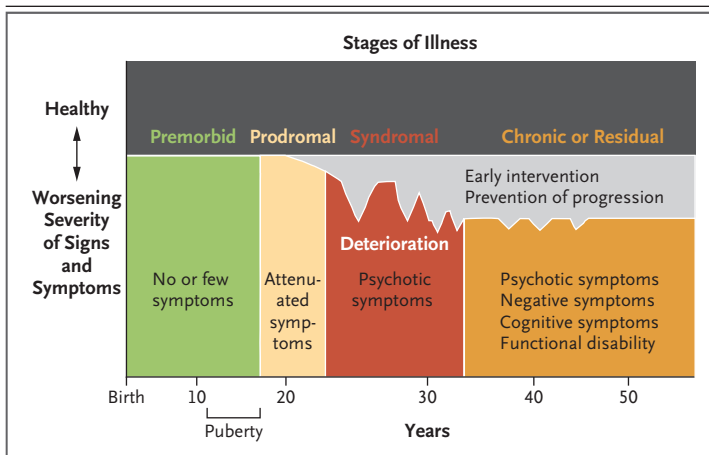 Stages of Illness
Healthy
Worsening
Severity
of Signs
and
Symptoms
Premorbid
Prodromal
Syndromal
Chronic or Residual
Early intervention
Prevention of progression
Deterioration
No or few
symptoms
Attenu-
ated
symp-
toms
Psychotic
symptoms
Psychotic symptoms
Negative symptoms
Cognitive symptoms
Functional disability
Birth 10 20 30 40 50
Puberty
Years